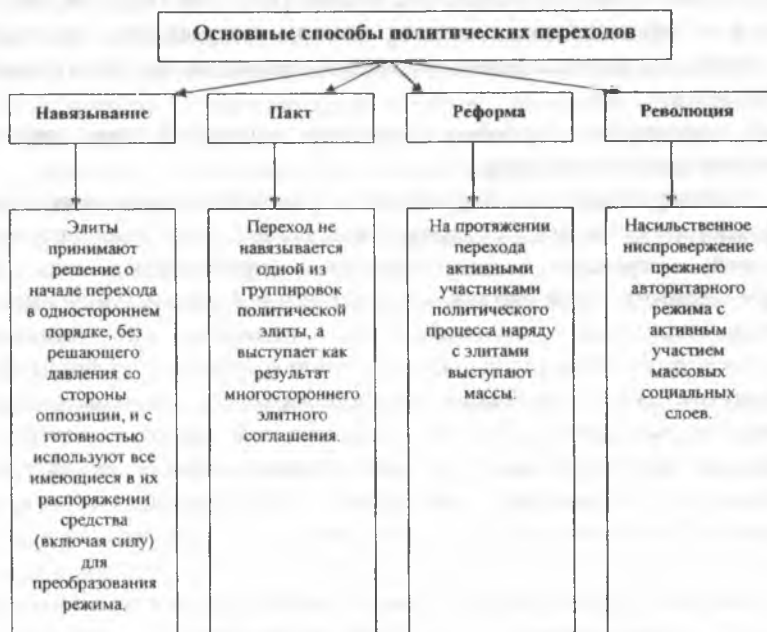 Основные способы политических переходов
Навязывание
Пакт
Реформа
Революция
Элиты
принимают
решение о
начале перехода
в одностороннем
порядке, без
решающего
давления со
стороны
оппозиции, и с
готовностью
используют все
имеющиеся в их
распоряжении
средства
(включая силу)
для
преобразования
режима.
Переход не
навязывается
одной из
группировок
политической
элиты, а
выступает как
результат
многостороннего
элитного
соглашения.
На протяжении
перехода
активными
участниками
политического
процесса наряду
с элитами
выступают
массы.
Насильственное
ниспровержение
прежнего
авторитарного
режима с
активным
участием
массовых
социальных
слоев.